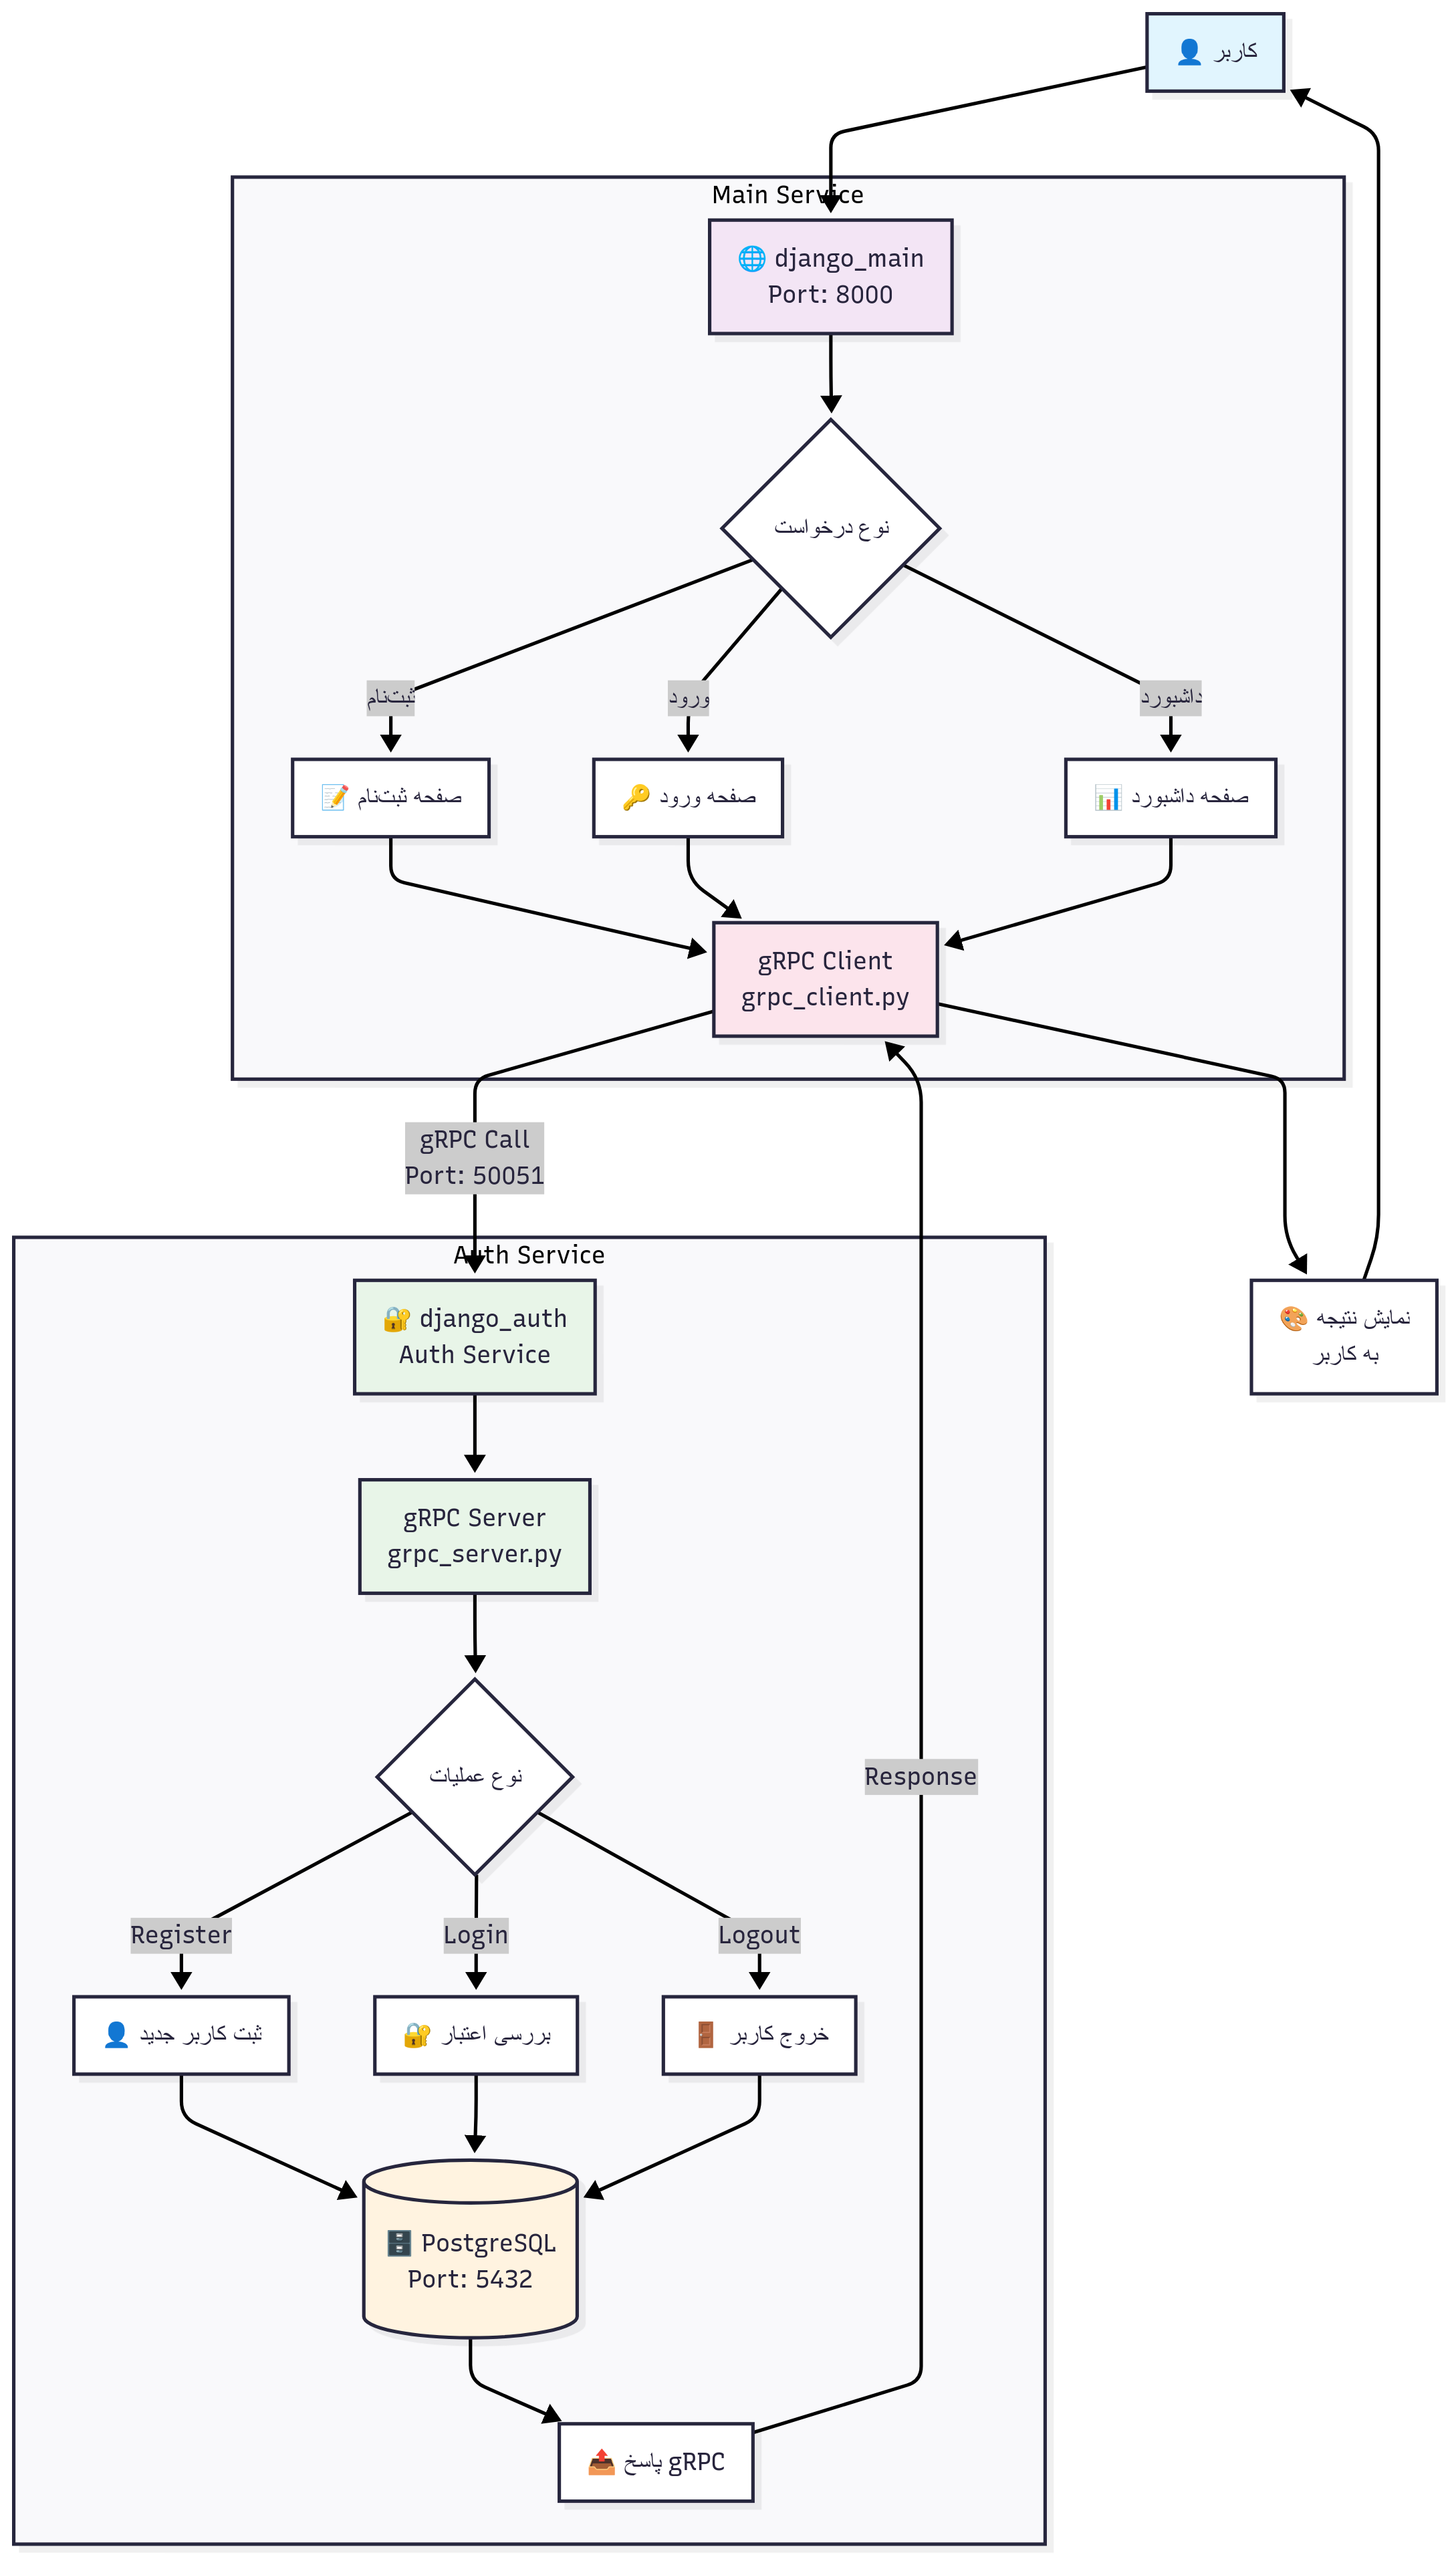 👤 کاربر
Main Service
🌐 django_main
Port: 8000
نوع درخواست
ثبت‌نام
ورود
داشبورد
📝 صفحه ثبت‌نام
🔑 صفحه ورود
📊 صفحه داشبورد
gRPC Client
grpc_client.py
gRPC Call
Port: 50051
Auth Service
🔐 django_auth
Auth Service
🎨 نمایش نتیجه
به کاربر
gRPC Server
grpc_server.py
نوع عملیات
Response
Register
Login
Logout
👤 ثبت کاربر جدید
🔐 بررسی اعتبار
🚪 خروج کاربر
🗄️ PostgreSQL
Port: 5432
📤 پاسخ gRPC